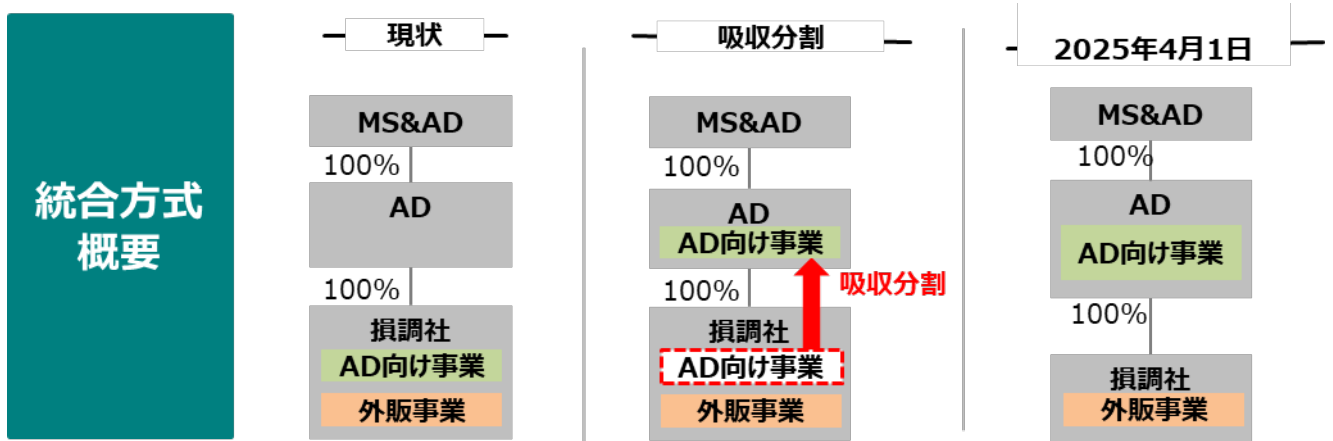 統合方式
概要
現状
MS&AD
100%
AD
100%
損調社
AD向け事業
外販事業
吸収分割
MS&AD
100%
AD
AD向け事業
100%
吸収分割
損調社
AD向け事業
外販事業
2025年4月1日
MS&AD
100%
AD
AD向け事業
100%
損調社
外販事業